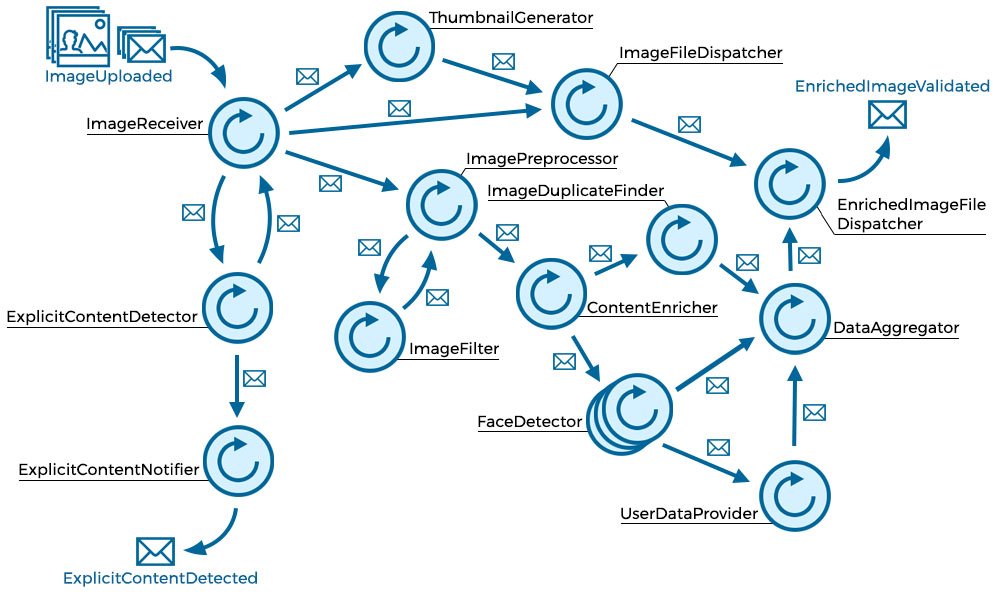 ThumbnailGenerator
ImageFileDispatcher
ImageUploaded
EnrichedImageValidated
ImageReceiver
ImagePreprocessor
ImageDuplicateFinder
EnrichedImageFile
Dispatcher
ExplicitContentDetector
ContentEnricher
DataAggregator
ImageFilter
FaceDetector
ExplicitContentNotifier
UserDataProvider
ExplicitContentDetected